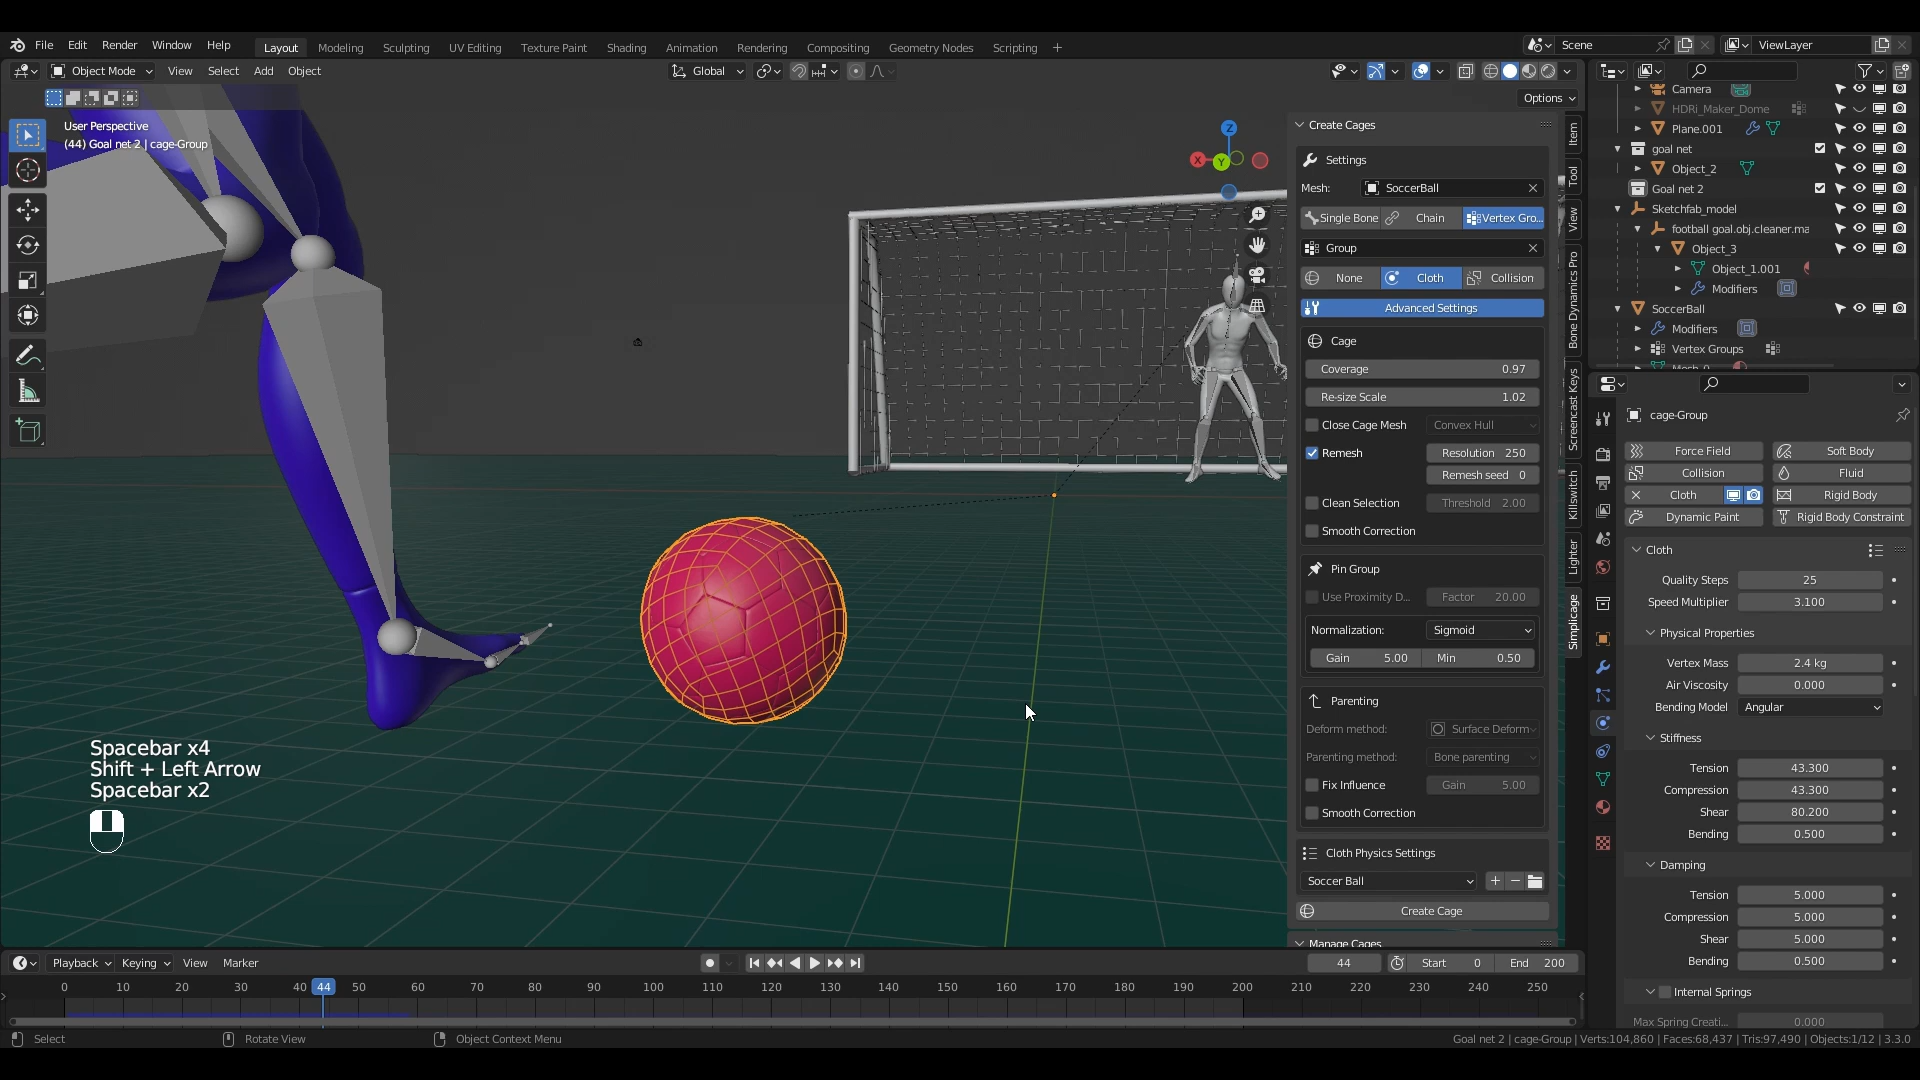 File Edit Render Window Help
Layout Modeling Sculpting UV Editing Texture Paint Shading Animation Rendering Compositing Geometry Nodes Scripting +
Scene
ViewLayer
Object Mode View Select Add Object
Global
Options
User Perspective
(44) Goal net 2 | cage-Group
Z
X
Y
Create Cages
Settings
Mesh: SoccerBall
Single Bone Chain Vertex Gro...
Group
None Cloth Collision
Advanced Settings
Cage
Coverage 0.97
Re-size Scale 1.02
Close Cage Mesh Convex Hull
Remesh Resolution 250
Remesh seed 0
Clean Selection Threshold 2.00
Smooth Correction
Pin Group
Use Proximity D... Factor 20.00
Normalization: Sigmoid
Gain 5.00 Min 0.50
Parenting
Deform method: Surface Deform
Parenting method: Bone parenting
Fix Influence Gain 5.00
Smooth Correction
Cloth Physics Settings
Soccer Ball
Create Cage
Manage Cages
Item
Tool
View
Bone Dynamics Pro
Screencast Keys
Killswitch
Lighter
Simplicage
Camera
HDRi_Maker_Dome
Plane.001
goal net
Object_2
Goal net 2
Sketchfab_model
football goal.obj.cleaner.ma
Object_3
Object_1.001
Modifiers
SoccerBall
Modifiers
Vertex Groups
cage-Group
Force Field Soft Body
Collision Fluid
Cloth Rigid Body
Dynamic Paint Rigid Body Constraint
Cloth
Quality Steps 25
Speed Multiplier 3.100
Physical Properties
Vertex Mass 2.4 kg
Air Viscosity 0.000
Bending Model Angular
Stiffness
Tension 43.300
Compression 43.300
Shear 80.200
Bending 0.500
Damping
Tension 5.000
Compression 5.000
Shear 5.000
Bending 0.500
Internal Springs
Max Spring Creati... 0.000
Spacebar x4
Shift + Left Arrow
Spacebar x2
Playback Keying View Marker
44 Start 0 End 200
0 10 20 30 40 44 50 60 70 80 90 100 110 120 130 140 150 160 170 180 190 200 210 220 230 240 250
Select Rotate View Object Context Menu
Goal net 2 | cage-Group | Verts:104,860 | Faces:68,437 | Tris:97,490 | Objects:1/12 | 3.3.0